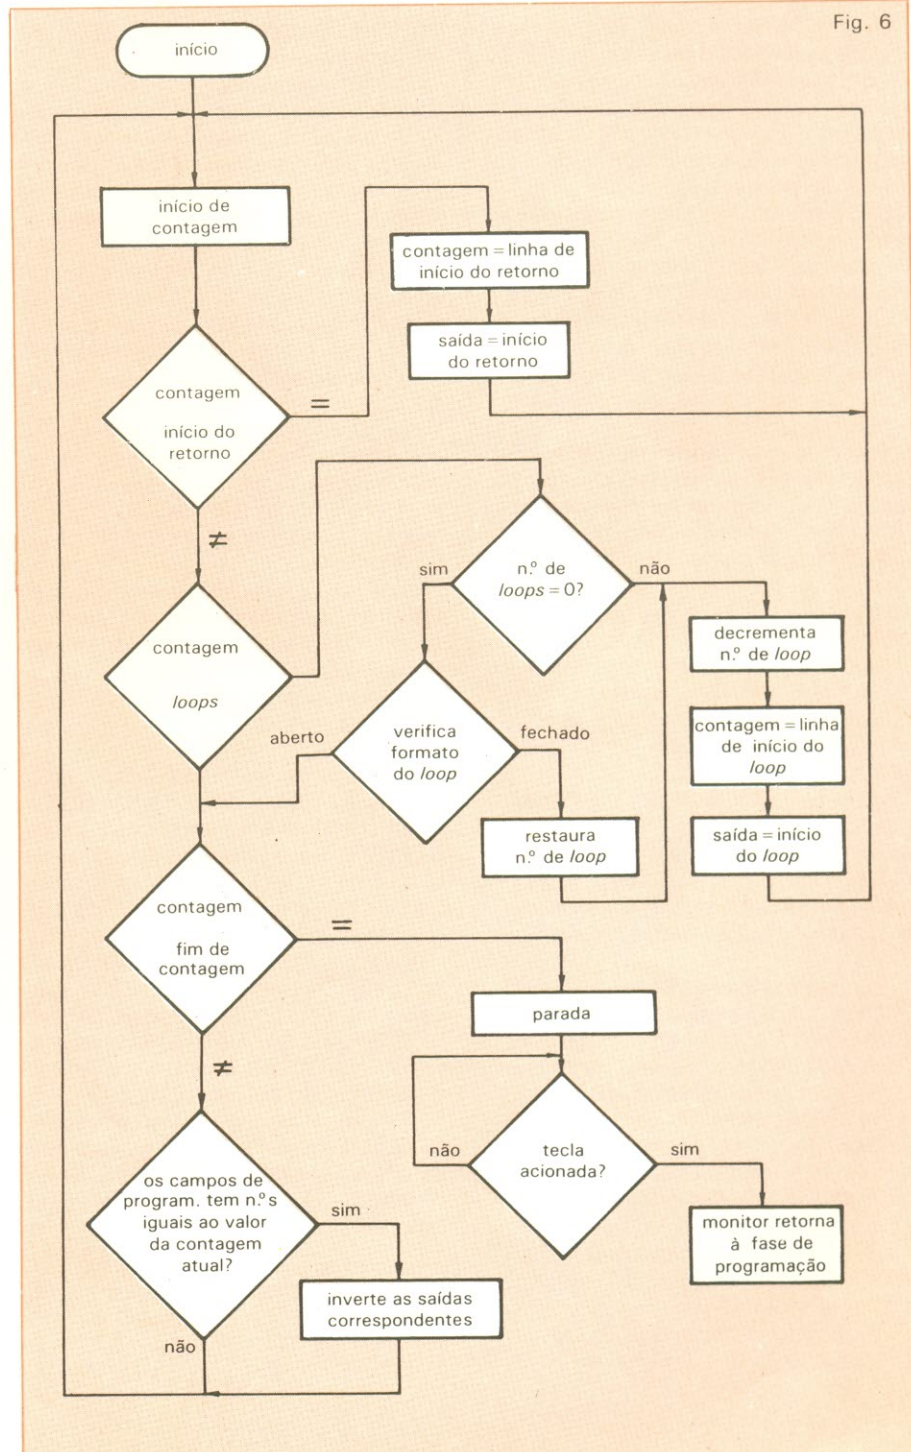 Fig. 6
início
início de
contagem
contagem = linha de
início do retorno
saída = início
do retorno
contagem
início do
retorno
=
≠
n.º de
loops = 0?
sim
não
contagem
loops
decrementa
n.º de loop
contagem = linha
de início do
loop
saída = início
do loop
verifica
formato
do loop
aberto
fechado
restaura
n.º de loop
contagem
fim de
contagem
=
≠
parada
tecla
acionada?
não
sim
monitor retorna
à fase de
programação
os campos de
program. tem n.ºs
iguais ao valor
da contagem
atual?
sim
não
inverte as saídas
correspondentes